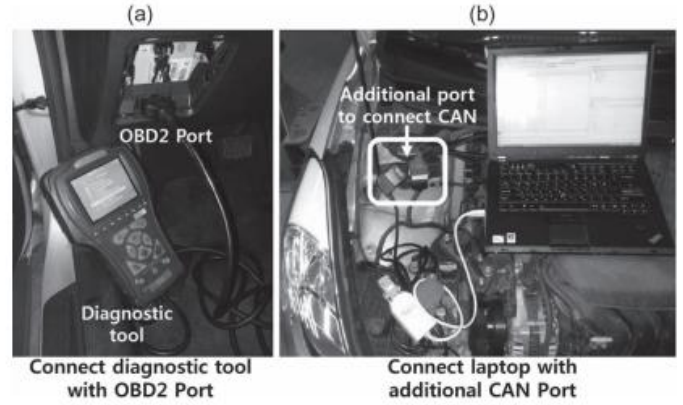 (a)
(b)
OBD2 Port
Diagnostic
tool
Additional port
to connect CAN
Connect diagnostic tool
with OBD2 Port
Connect laptop with
additional CAN Port